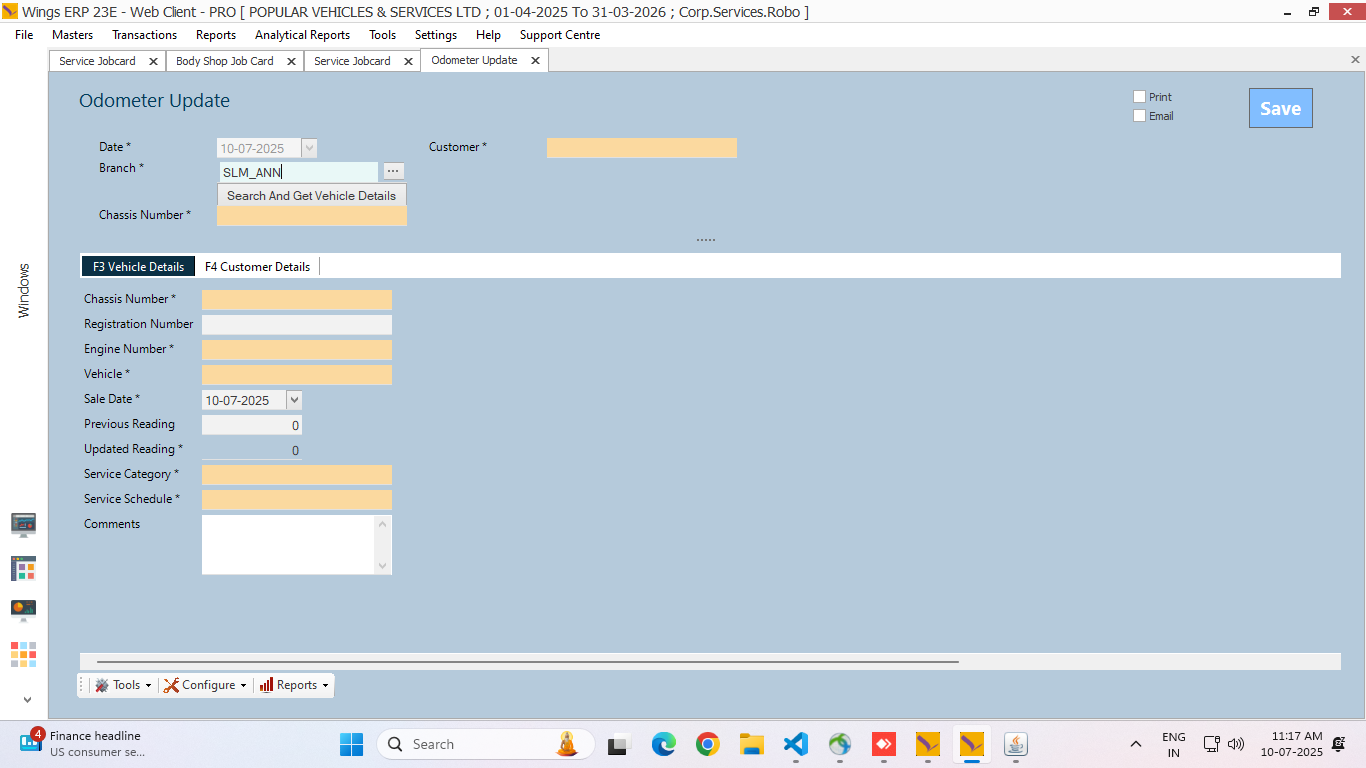 Wings ERP 23E - Web Client - PRO [ POPULAR VEHICLES & SERVICES LTD ; 01-04-2025 To 31-03-2026 ; Corp.Services.Robo ]
File Masters Transactions Reports Analytical Reports Tools Settings Help Support Centre
Service Jobcard Body Shop Job Card Service Jobcard Odometer Update
Odometer Update
Print
Email
Save
Date * 10-07-2025 Customer *
Branch * SLM_ANN ...
Search And Get Vehicle Details
Chassis Number *
Windows
F3 Vehicle Details F4 Customer Details
Chassis Number *
Registration Number
Engine Number *
Vehicle *
Sale Date * 10-07-2025
Previous Reading 0
Updated Reading * 0
Service Category *
Service Schedule *
Comments
Tools Configure Reports
4 Finance headline
US consumer se...
Search
ENG
IN
11:17 AM
10-07-2025